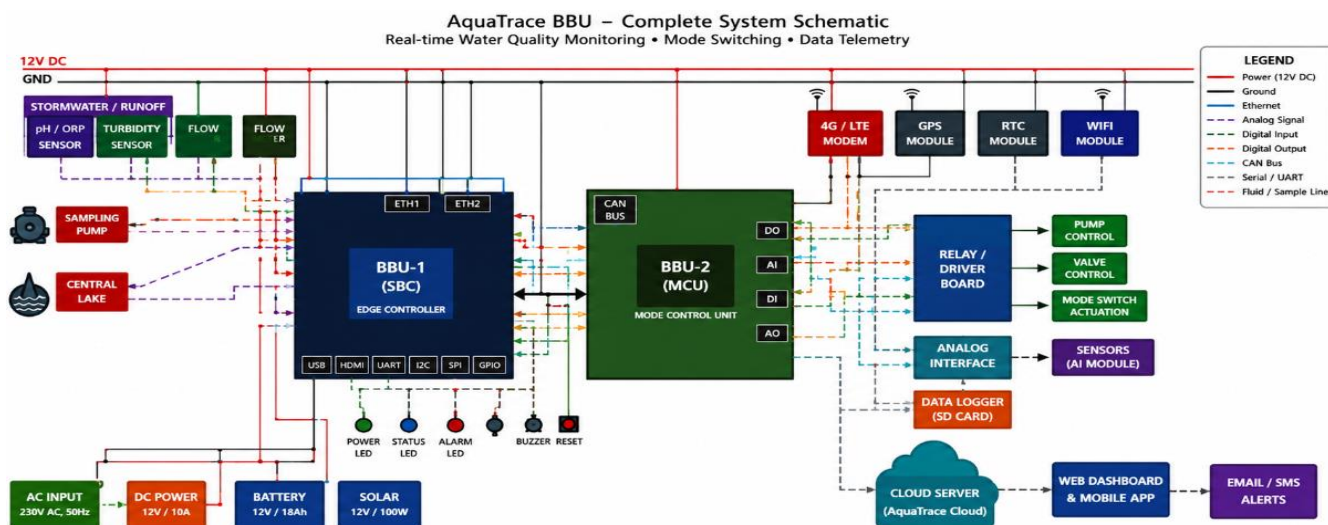 AquaTrace BBU – Complete System Schematic
Real-time Water Quality Monitoring • Mode Switching • Data Telemetry
12V DC
GND
STORMWATER / RUNOFF
pH / ORP
SENSOR
TURBIDITY
SENSOR
FLOW
FLOW
SAMPLING
PUMP
CENTRAL
LAKE
ETH1
ETH2
BBU-1
(SBC)
EDGE CONTROLLER
USB
HDMI
UART
I2C
SPI
GPIO
POWER
LED
STATUS
LED
ALARM
LED
BUZZER
RESET
CAN
BUS
BBU-2
(MCU)
MODE CONTROL UNIT
DO
AI
DI
AO
4G / LTE
MODEM
GPS
MODULE
RTC
MODULE
WIFI
MODULE
RELAY /
DRIVER
BOARD
PUMP
CONTROL
VALVE
CONTROL
MODE SWITCH
ACTUATION
ANALOG
INTERFACE
SENSORS
(AI MODULE)
DATA LOGGER
(SD CARD)
LEGEND
Power (12V DC)
Ground
Ethernet
Analog Signal
Digital Input
Digital Output
CAN Bus
Serial / UART
Fluid / Sample Line
AC INPUT
230V AC, 50Hz
DC POWER
12V / 10A
BATTERY
12V / 18Ah
SOLAR
12V / 100W
CLOUD SERVER
(AquaTrace Cloud)
WEB DASHBOARD
& MOBILE APP
EMAIL / SMS
ALERTS